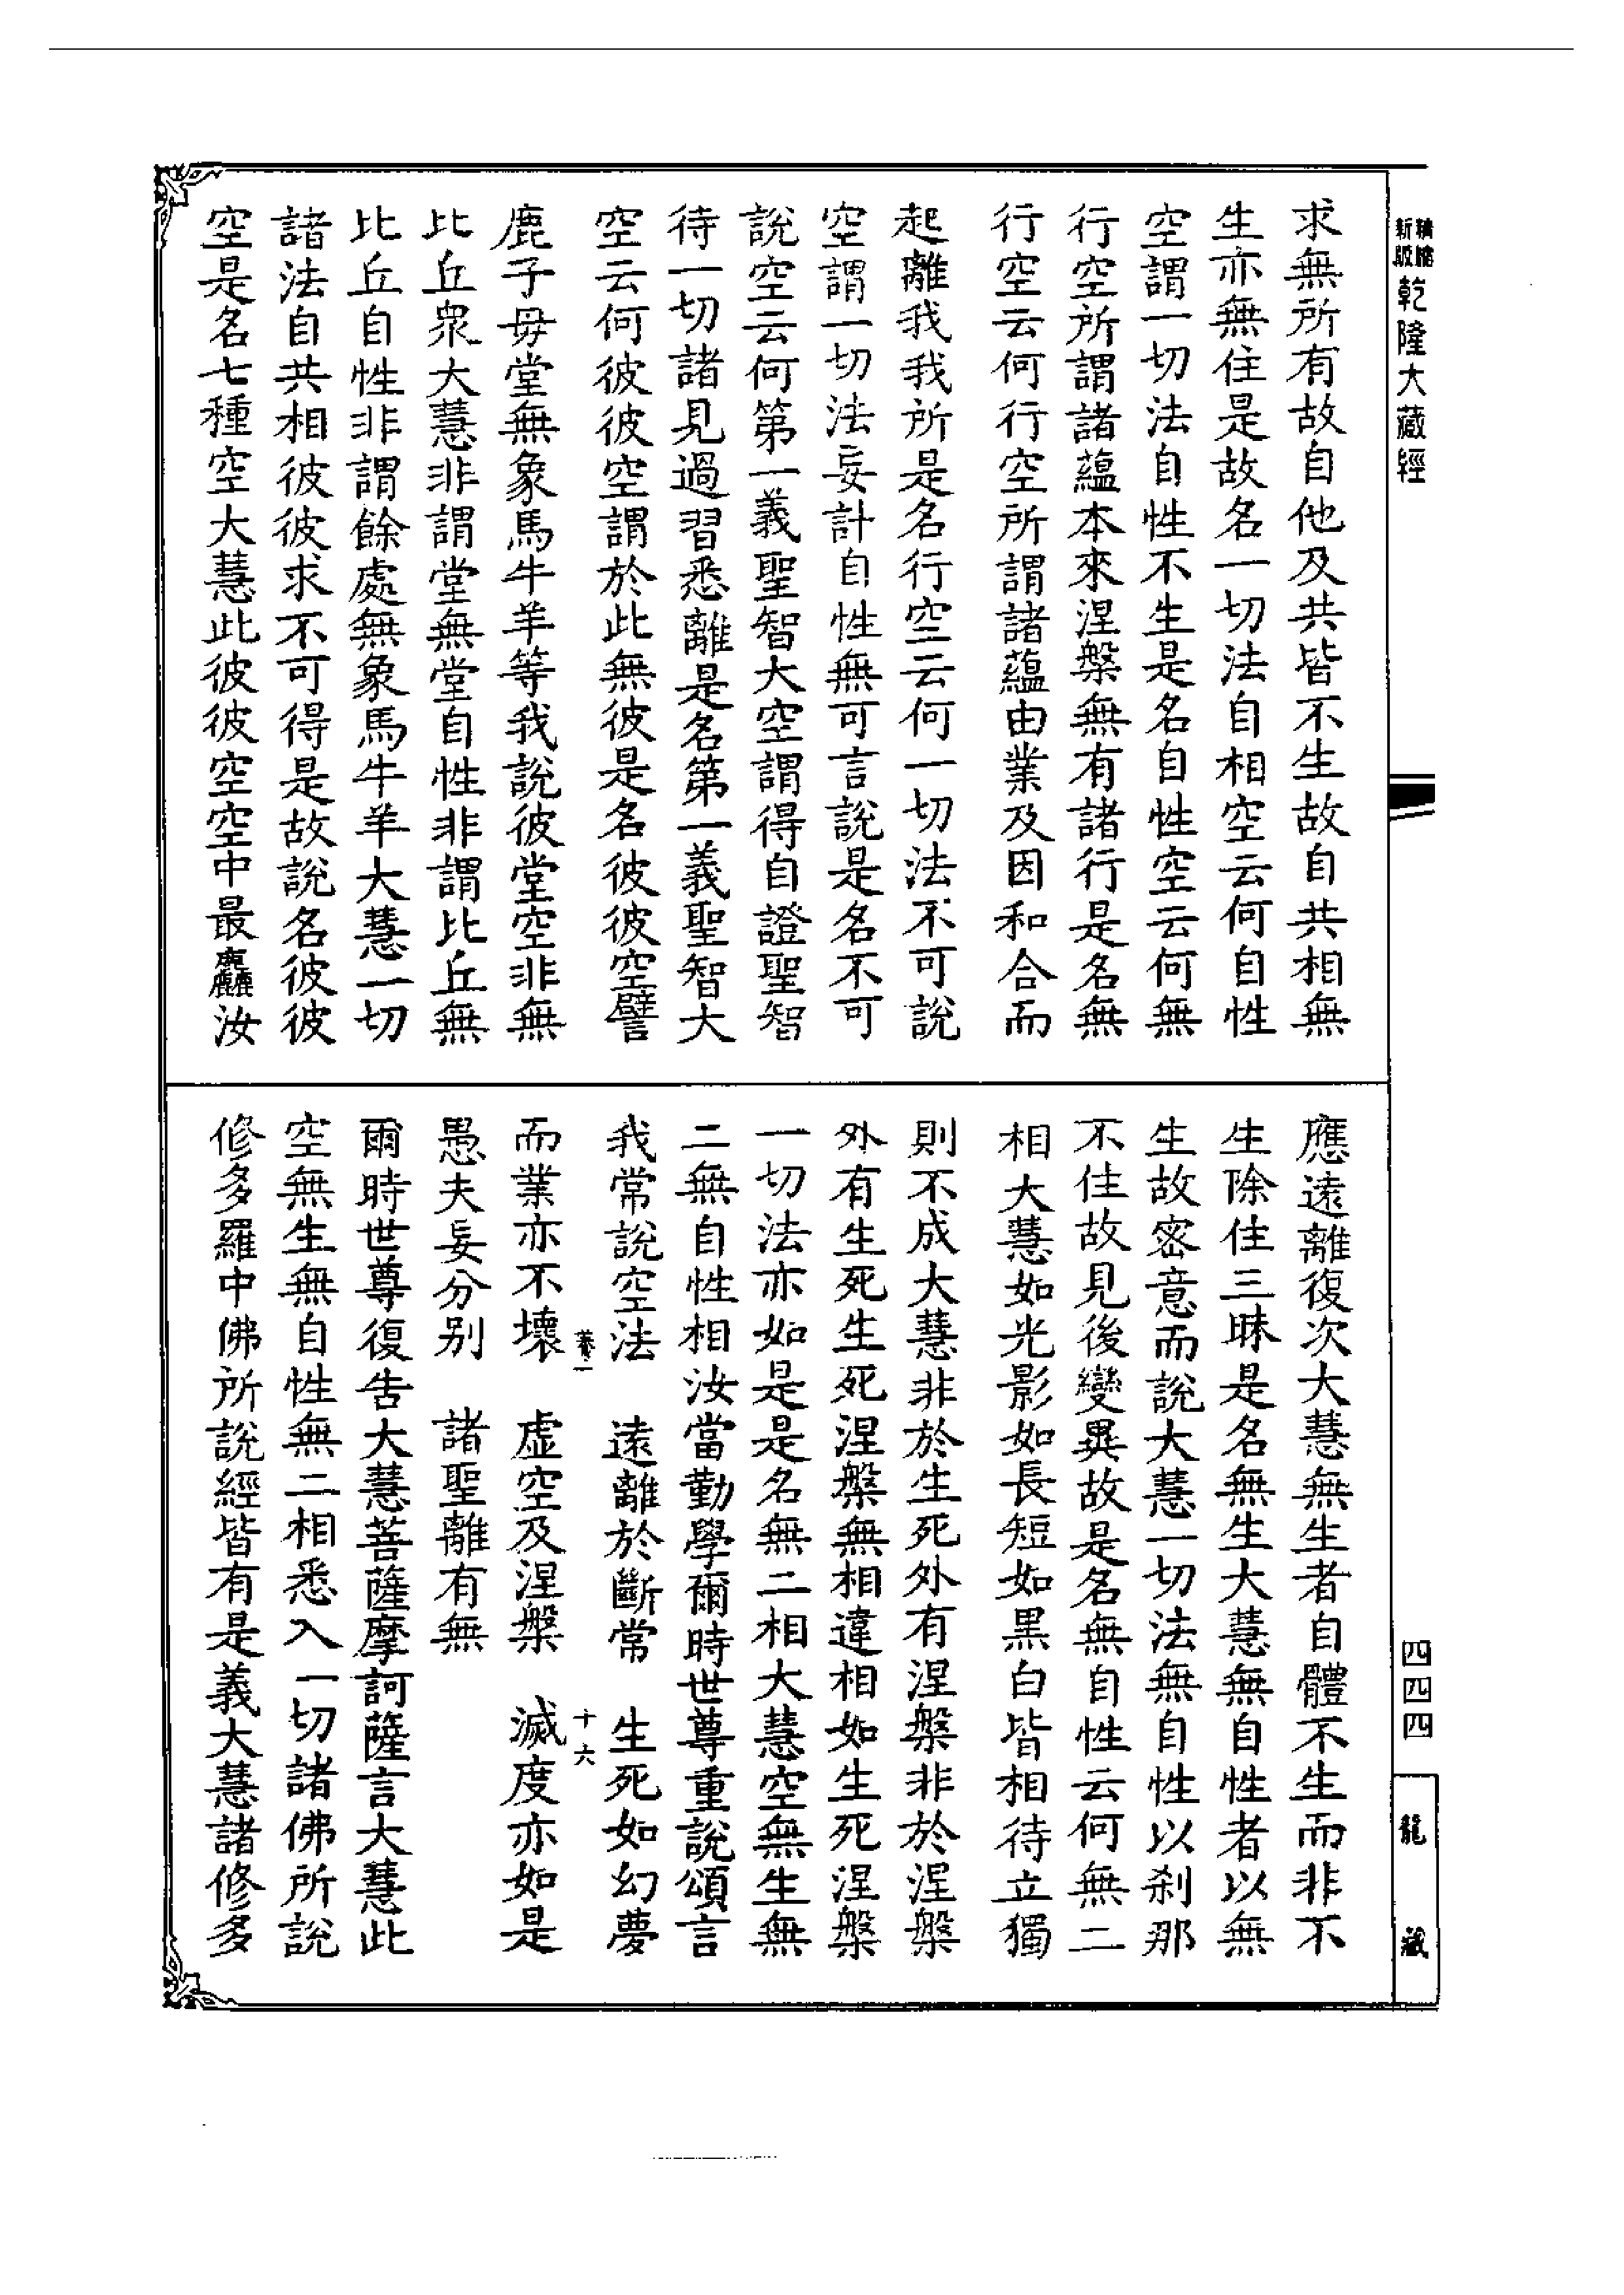 精縮
新版
乾隆大藏經
求無所有故自他及共皆不生故自共相無
生亦無住是故名一切法自相空云何自性
空謂一切法自性不生是名自性空云何無
行空所謂諸蘊本來涅槃無有諸行是名無
行空云何行行空所謂諸蘊由業及因和合而
起離我我所是名行空云何一切法不可說
空謂一切法妄計自性無可言說是名不可
說空云何第一義聖智大空謂得自證聖智
待一切諸見過習悉離是名第一義聖智大
空云何彼彼空謂於此無彼是名彼彼空譬
鹿子毋堂無象馬牛羊等我說彼堂空非無
比丘衆大慧非謂堂無堂自性非謂比丘無
比丘自性非謂餘處無象馬牛羊大慧一切
諸法自共相彼彼求不可得是故說名彼彼
空是名七種空大慧此彼彼空空中最麤汝
應遠離復次大慧無生者自體不生而非不
生除住三昧是名無生大慧無自性者以無
生故密意而說大慧一切法無自性以刹那
不住故見後變異故是名無自性云何無二
相大慧如光影如長短如黑白皆相待立獨
則不成大慧非於生死外有涅槃非於涅槃
外有生死生死涅槃無相違相如生死涅槃
一切法亦如是是名無二相大慧空無生無
二無自性相汝當勤學爾時世尊重說頌言
我常說空法　遠離於斷常　生死如幻夢
十六
而業亦不壞　虛空及涅槃　滅度亦如是
愚夫妄分別　諸聖離有無
爾時世尊復告大慧菩薩摩訶薩言大慧此
空無生無自性無二相悉入一切諸佛所說
修多羅中佛所說經皆有是義大慧諸修多
四四四
龍藏